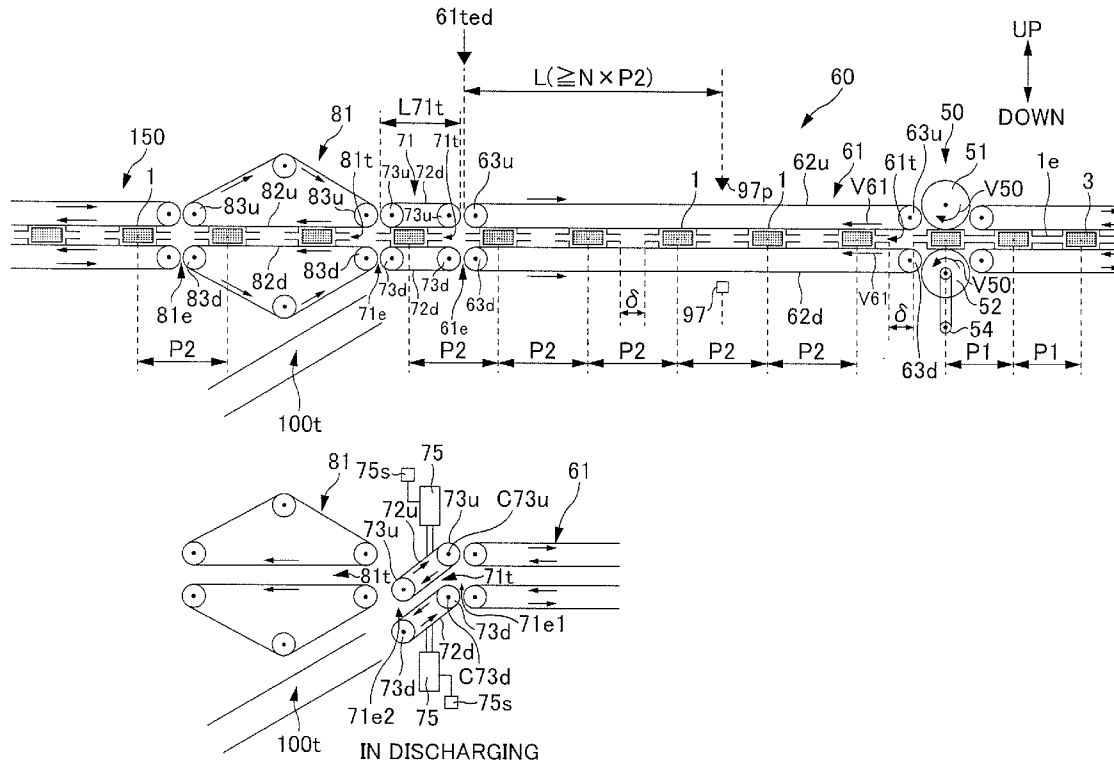 61ted
UP
DOWN
L(≧N×P2)
60
L71t
81
50
150
1
81t
71
71t
63u
62u
61
61t
63u
51
1e
3
82u
83u
83u
73u
72d
73u
97p
1
1
V61
V50
83d
82d
83d
73d
72d
73d
63d
δ
97
62d
V61
δ
V50
52
54
81e
71e
61e
63d
P2
P2
P2
P2
P2
P2
P1
P1
100t
81
75s
75
73u
C73u
61
72u
73u
81t
71t
71e1
73d
72d
C73d
73d
75
75s
71e2
100t
IN DISCHARGING